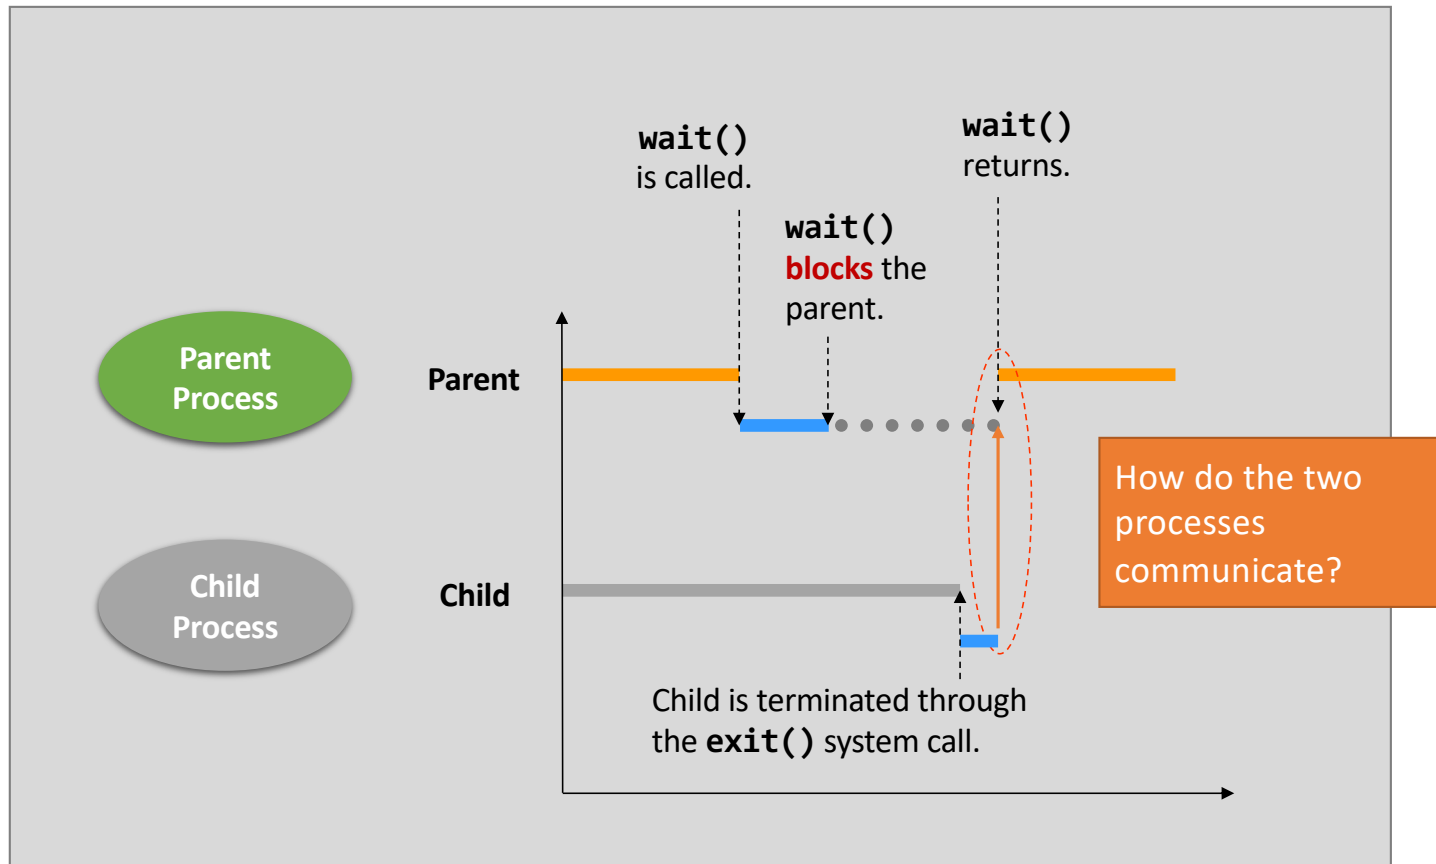 wait()
is called.
wait()
returns.
wait()
blocks the
parent.
Parent
Process
Parent
How do the two
processes
communicate?
Child
Process
Child
Child is terminated through
the exit() system call.